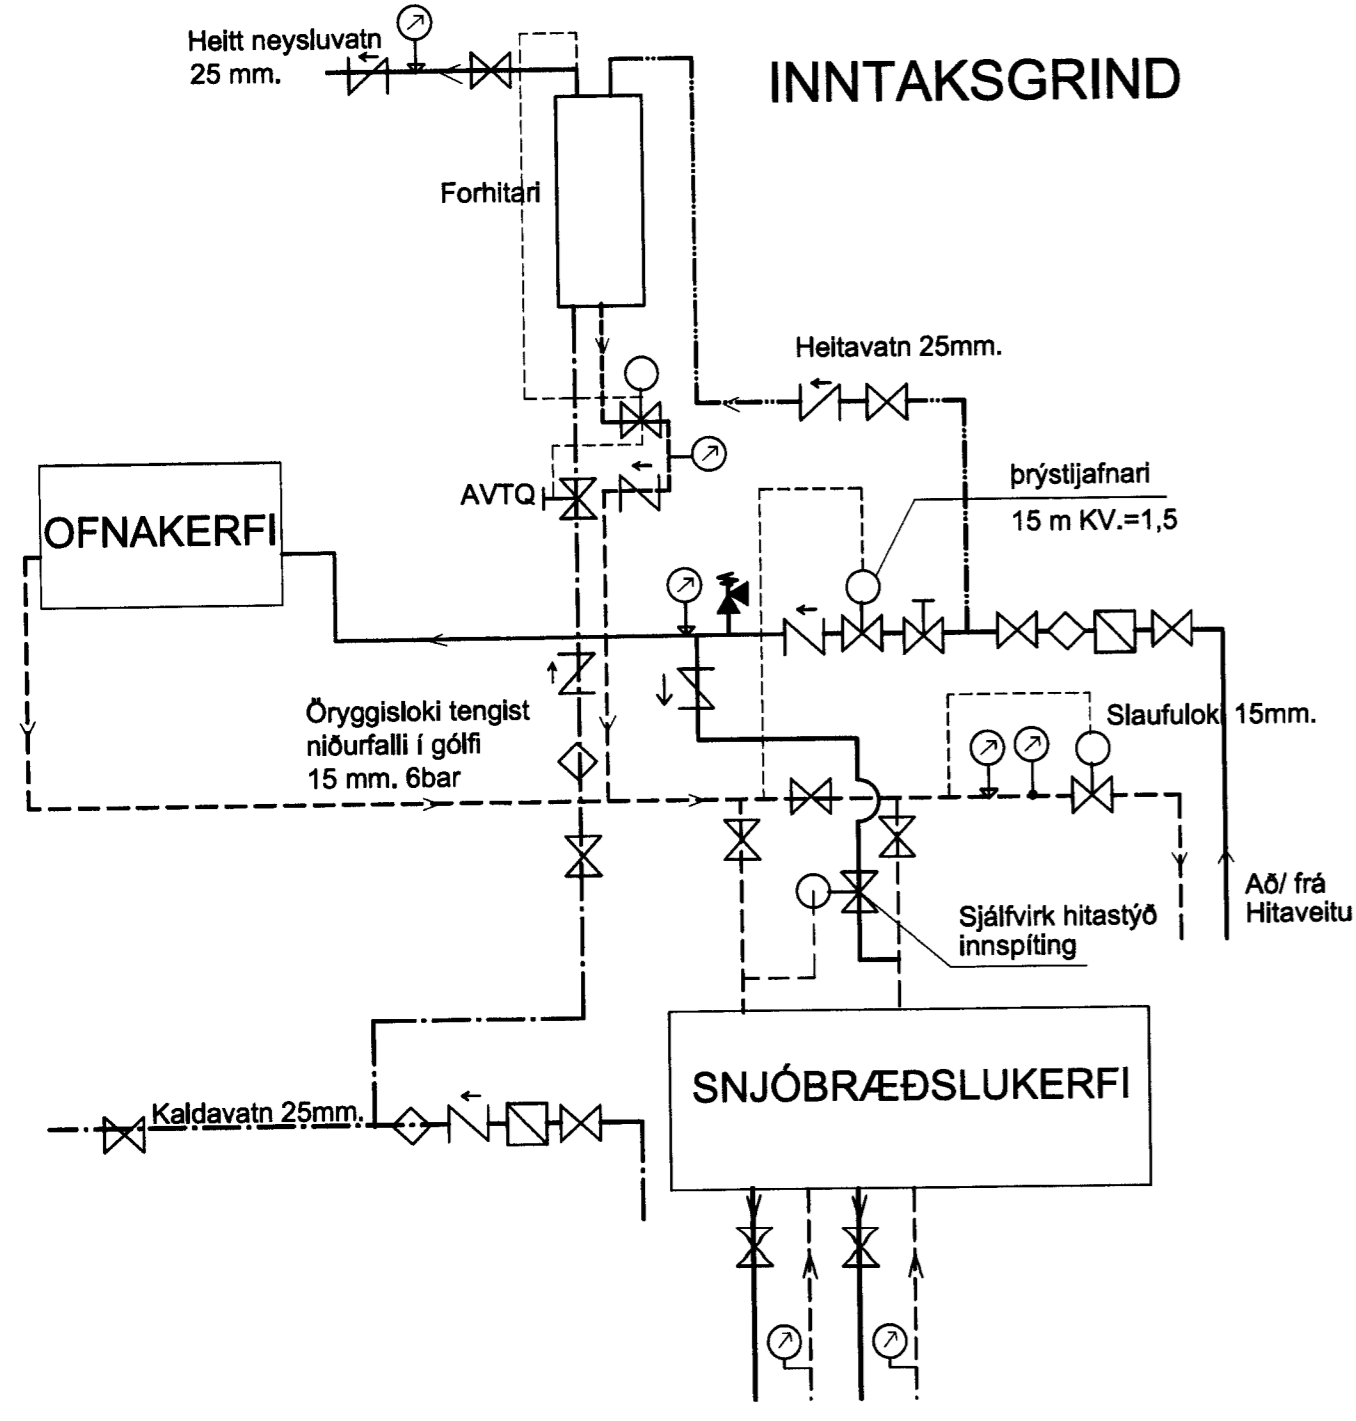 Heitt neysluvatn
25 mm.
INNTAKSGRIND
Forhitari
Heitavatn 25mm.
AVTQ
þrýstijafnari
15 m KV.=1,5
OFNAKERFI
Öryggisloki tengist
niðurfalli í gólfi
15 mm. 6bar
Slaufuloki 15mm.
Að/ frá
Hitaveitu
Sjálfvirk hitastýð
innspíting
SNJÓBRÆÐSLUKERFI
Kaldavatn 25mm.